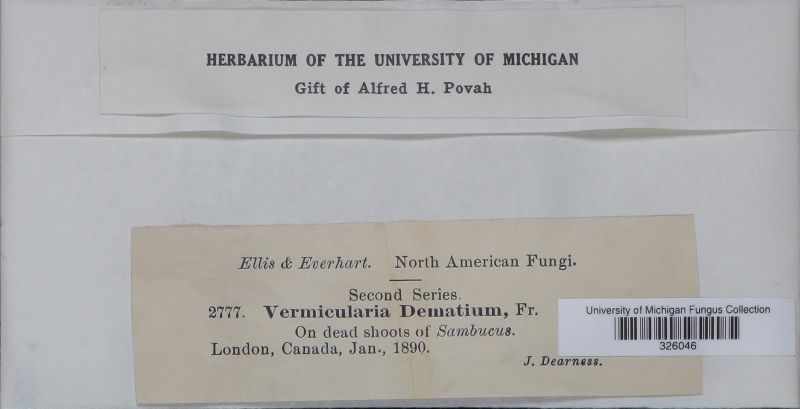 HERBARIUM OF THE UNIVERSITY OF MICHIGAN
Gift of Alfred H. Povah
Ellis & Everhart. North American Fungi.
Second Series.
2777. Vermicularia Dematium, Fr.
On dead shoots of Sambucus.
London, Canada, Jan., 1890.
J. Dearness.
University of Michigan Fungus Collection
326046